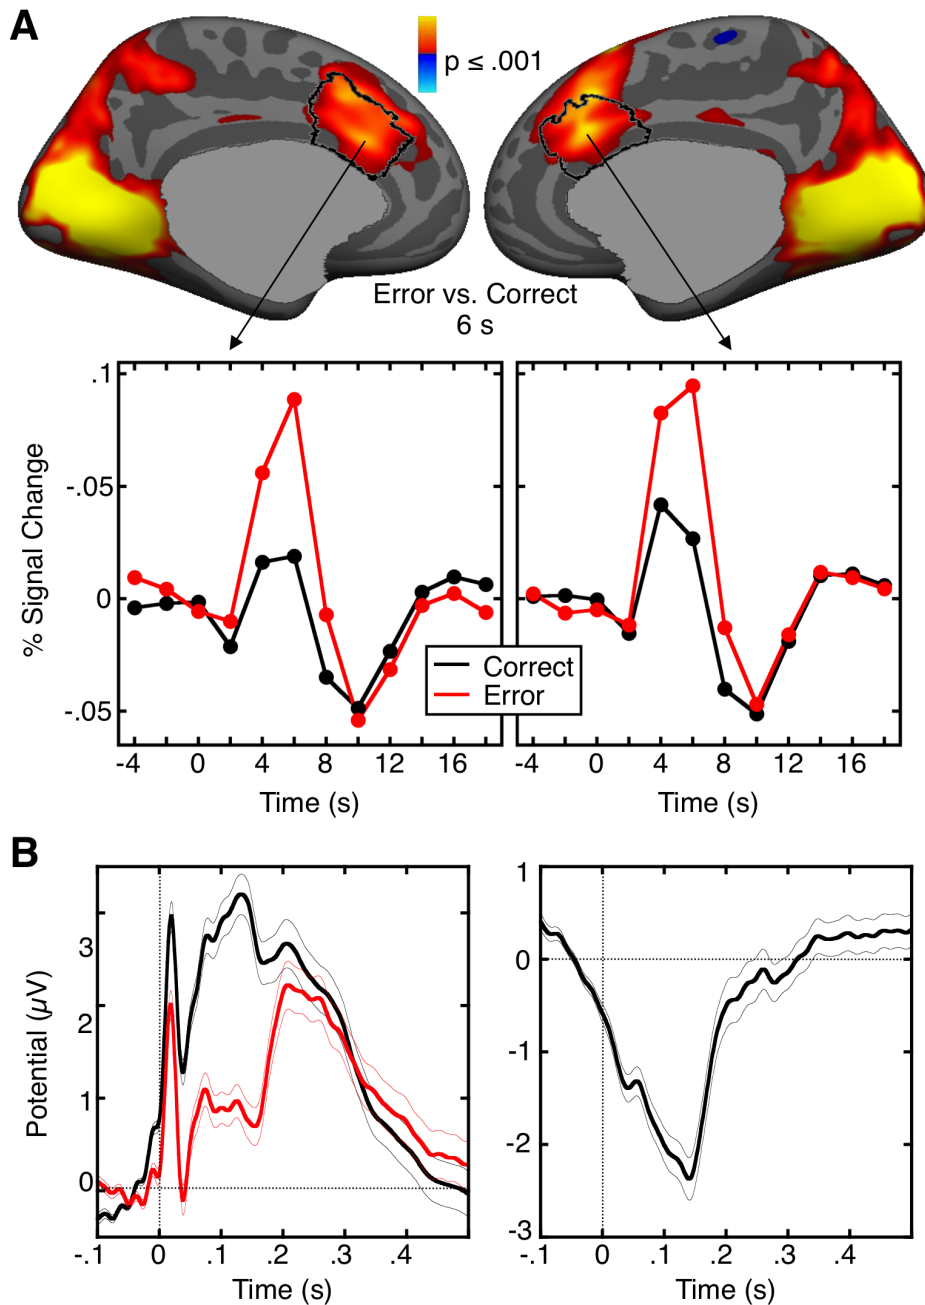 A
p ≤ .001
Error vs. Correct
6 s
% Signal Change
.1
-.05
0
-.05
Correct
Error
-4 0 4 8 12 16
-4 0 4 8 12 16
Time (s)
Time (s)
B
Potential (µV)
3
2
1
0
-.1 0 .1 .2 .3 .4
Time (s)
1
0
-1
-2
-3
-.1 0 .1 .2 .3 .4
Time (s)